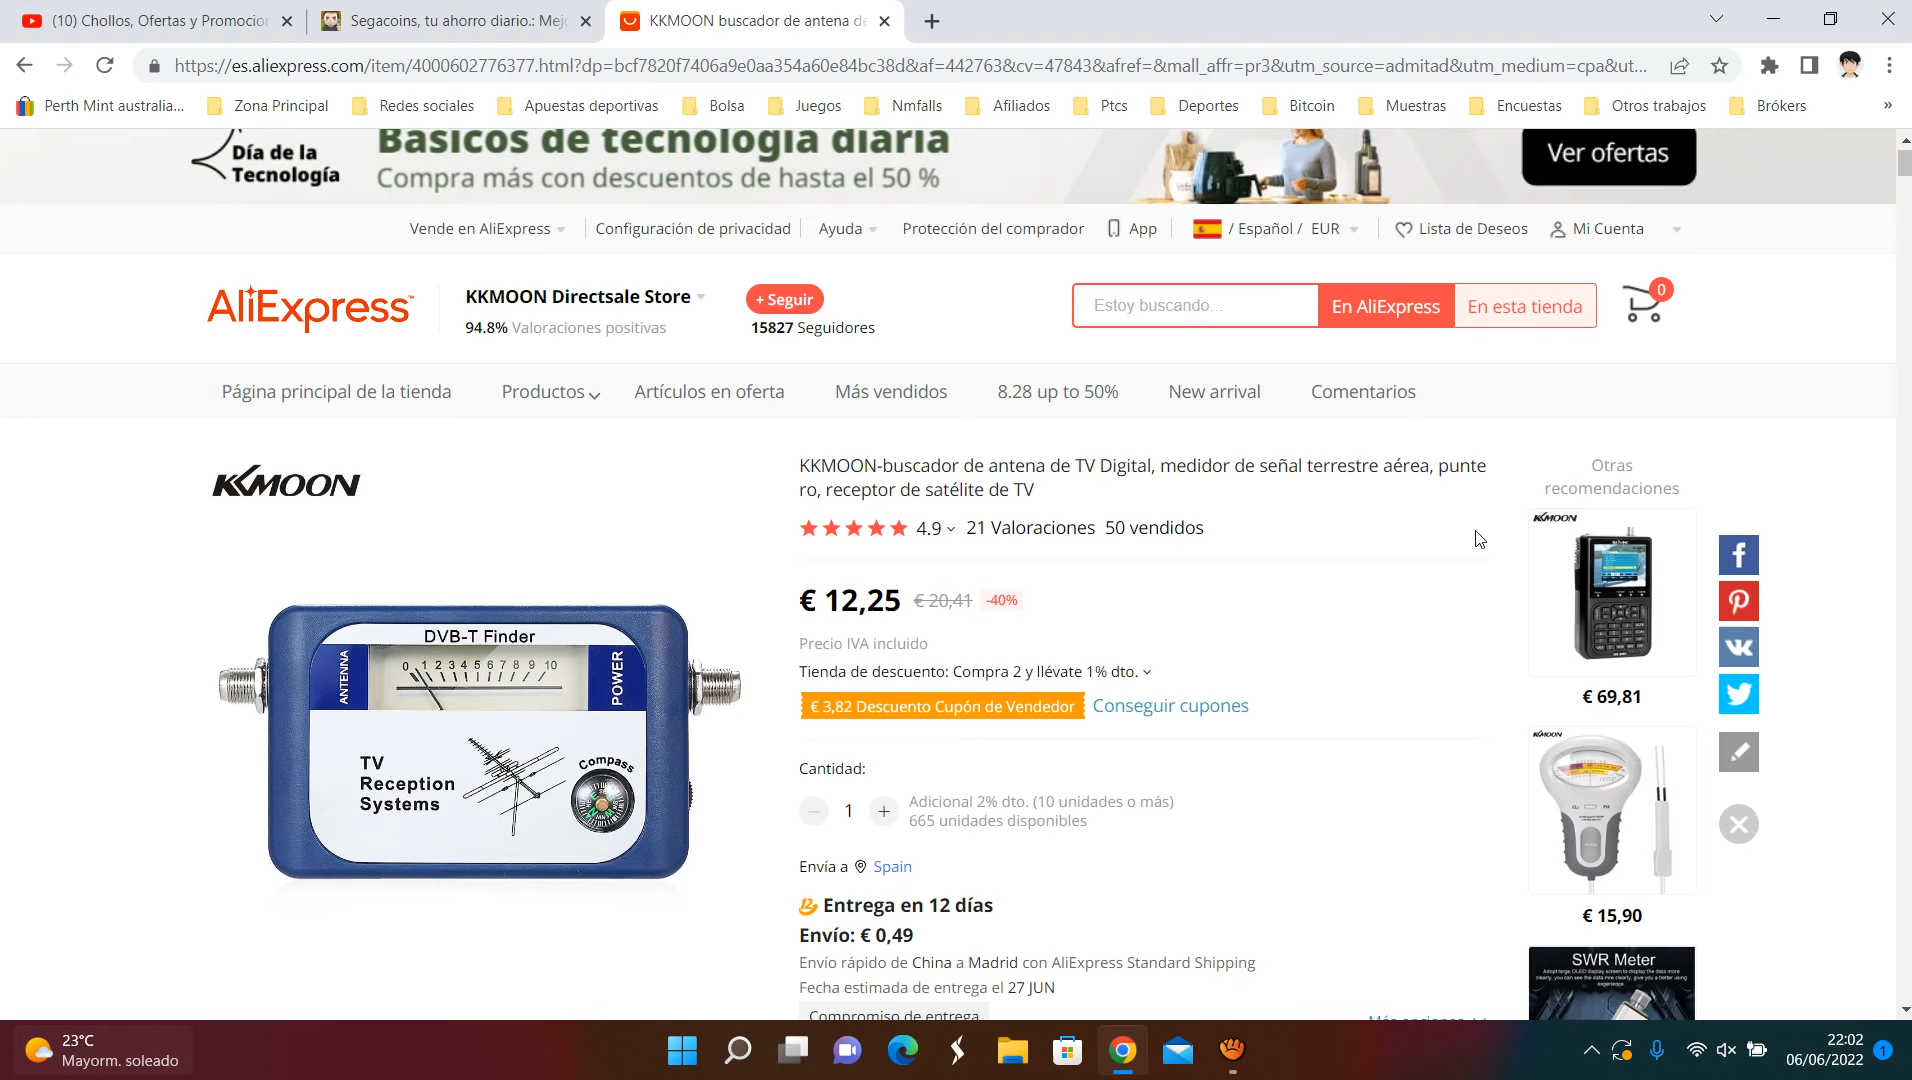 (10) Chollos, Ofertas y Promocion
Segacoins, tu ahorro diario.: Mejo
KKMOON buscador de antena de
https://es.aliexpress.com/item/4000602776377.html?dp=bcf7820f7406a9e0aa354a60e84bc38d&af=442763&cv=47843&afref=&mall_affr=pr3&utm_source=admitad&utm_medium=cpa&ut...
Perth Mint australia...
Zona Principal
Redes sociales
Apuestas deportivas
Bolsa
Juegos
Nmfalls
Afiliados
Ptcs
Deportes
Bitcoin
Muestras
Encuestas
Otros trabajos
Brókers
»
Día de la
Tecnología
Básicos de tecnología diaria
Compra más con descuentos de hasta el 50 %
Ver ofertas
Vende en AliExpress
Configuración de privacidad
Ayuda
Protección del comprador
App
/ Español / EUR
Lista de Deseos
Mi Cuenta
AliExpress™
KKMOON Directsale Store
94.8% Valoraciones positivas
+ Seguir
15827 Seguidores
Estoy buscando...
En AliExpress
En esta tienda
0
Página principal de la tienda
Productos
Artículos en oferta
Más vendidos
8.28 up to 50%
New arrival
Comentarios
KKMOON
KKMOON-buscador de antena de TV Digital, medidor de señal terrestre aérea, punte
ro, receptor de satélite de TV
4.9
21 Valoraciones
50 vendidos
€ 12,25 € 20,41 -40%
Precio IVA incluido
Tienda de descuento: Compra 2 y llévate 1% dto.
€ 3,82 Descuento Cupón de Vendedor
Conseguir cupones
Cantidad:
1
Adicional 2% dto. (10 unidades o más)
665 unidades disponibles
Envía a
Spain
Entrega en 12 días
Envío: € 0,49
Envío rápido de China a Madrid con AliExpress Standard Shipping
Fecha estimada de entrega el 27 JUN
Compromiso de entrega
Más opciones
DVB-T Finder
ANTENNA
0 1 2 3 4 5 6 7 8 9 10
POWER
TV
Reception
Systems
Compass
Otras
recomendaciones
KKMOON
€ 69,81
KKMOON
€ 15,90
SWR Meter
23°C
Mayorm. soleado
22:02
06/06/2022
1